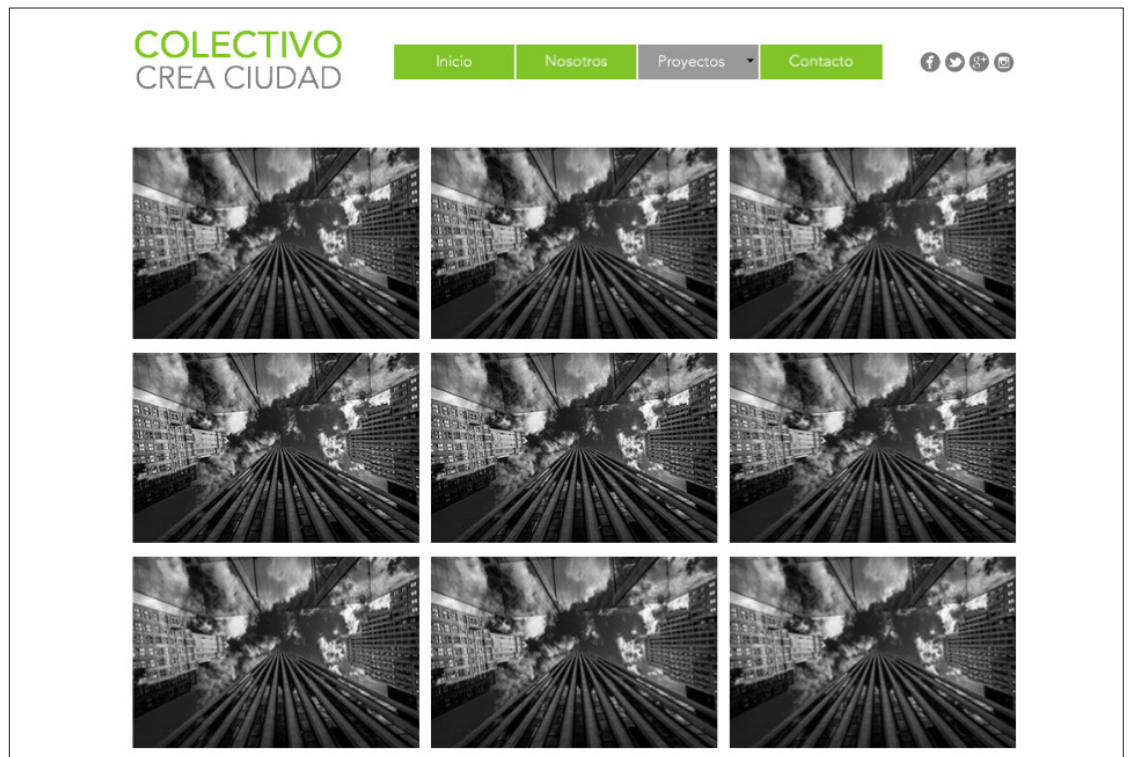 COLECTIVO
CREA CIUDAD
Inicio
Nosotros
Proyectos
Contacto